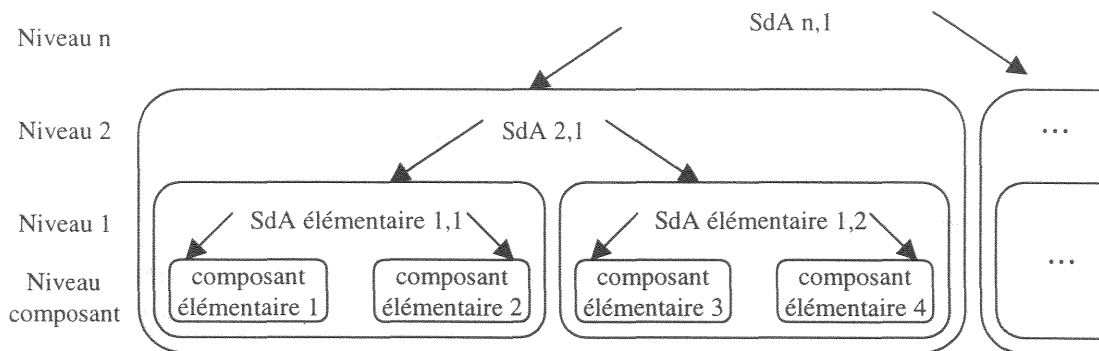 SdA n,1
Niveau n
Niveau 2
SdA 2,1
...
Niveau 1
SdA élémentaire 1,1
SdA élémentaire 1,2
Niveau
composant
composant
élémentaire 1
composant
élémentaire 2
composant
élémentaire 3
composant
élémentaire 4
...